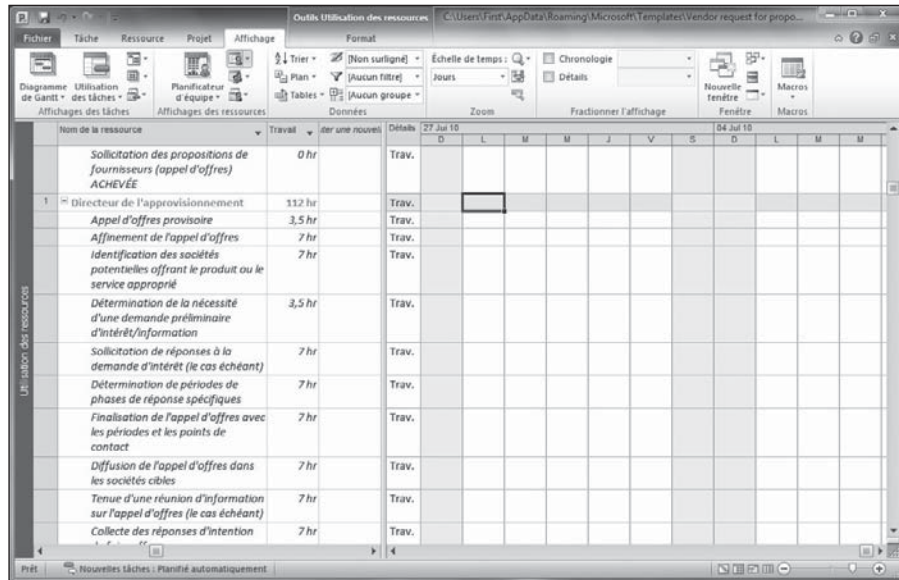 Outils Utilisation des ressources C:\Users\First\AppData\Roaming\Microsoft\Templates\Vendor request for propo...
Fichier Tâche Ressource Projet Affichage Format
Diagramme de Gantt
Utilisation des tâches
Affichages des tâches
Planificateur d'équipe
Affichages des ressources
Trier
Plan
Tables
[Non surligné]
[Aucun filtre]
[Aucun groupe
Données
Échelle de temps :
Jours
Zoom
Chronologie
Détails
Fractionner l'affichage
Nouvelle fenêtre
Fenêtre
Macros
Macros
Nom de la ressource Travail ter une nouvel Détails 27 Jui 10 04 Jul 10
D L M M J V S D L M M
Sollicitation des propositions de 0 hr Trav.
fournisseurs (appel d'offres)
ACHEVÉE
1 Directeur de l'approvisionnement 112 hr Trav.
Appel d'offres provisoire 3,5 hr Trav.
Affinement de l'appel d'offres 7 hr Trav.
Identification des sociétés 7 hr Trav.
potentielles offrant le produit ou le
service approprié
Détermination de la nécessité 3,5 hr Trav.
d'une demande préliminaire
d'intérêt/information
Sollicitation de réponses à la 7 hr Trav.
demande d'intérêt (le cas échéant)
Détermination de périodes de 7 hr Trav.
phases de réponse spécifiques
Finalisation de l'appel d'offres avec 7 hr Trav.
les périodes et les points de
contact
Diffusion de l'appel d'offres dans 7 hr Trav.
les sociétés cibles
Tenue d'une réunion d'information 7 hr Trav.
sur l'appel d'offres (le cas échéant)
Collecte des réponses d'intention 7 hr Trav.
Utilisation des ressources
Prêt Nouvelles tâches : Planifié automatiquement